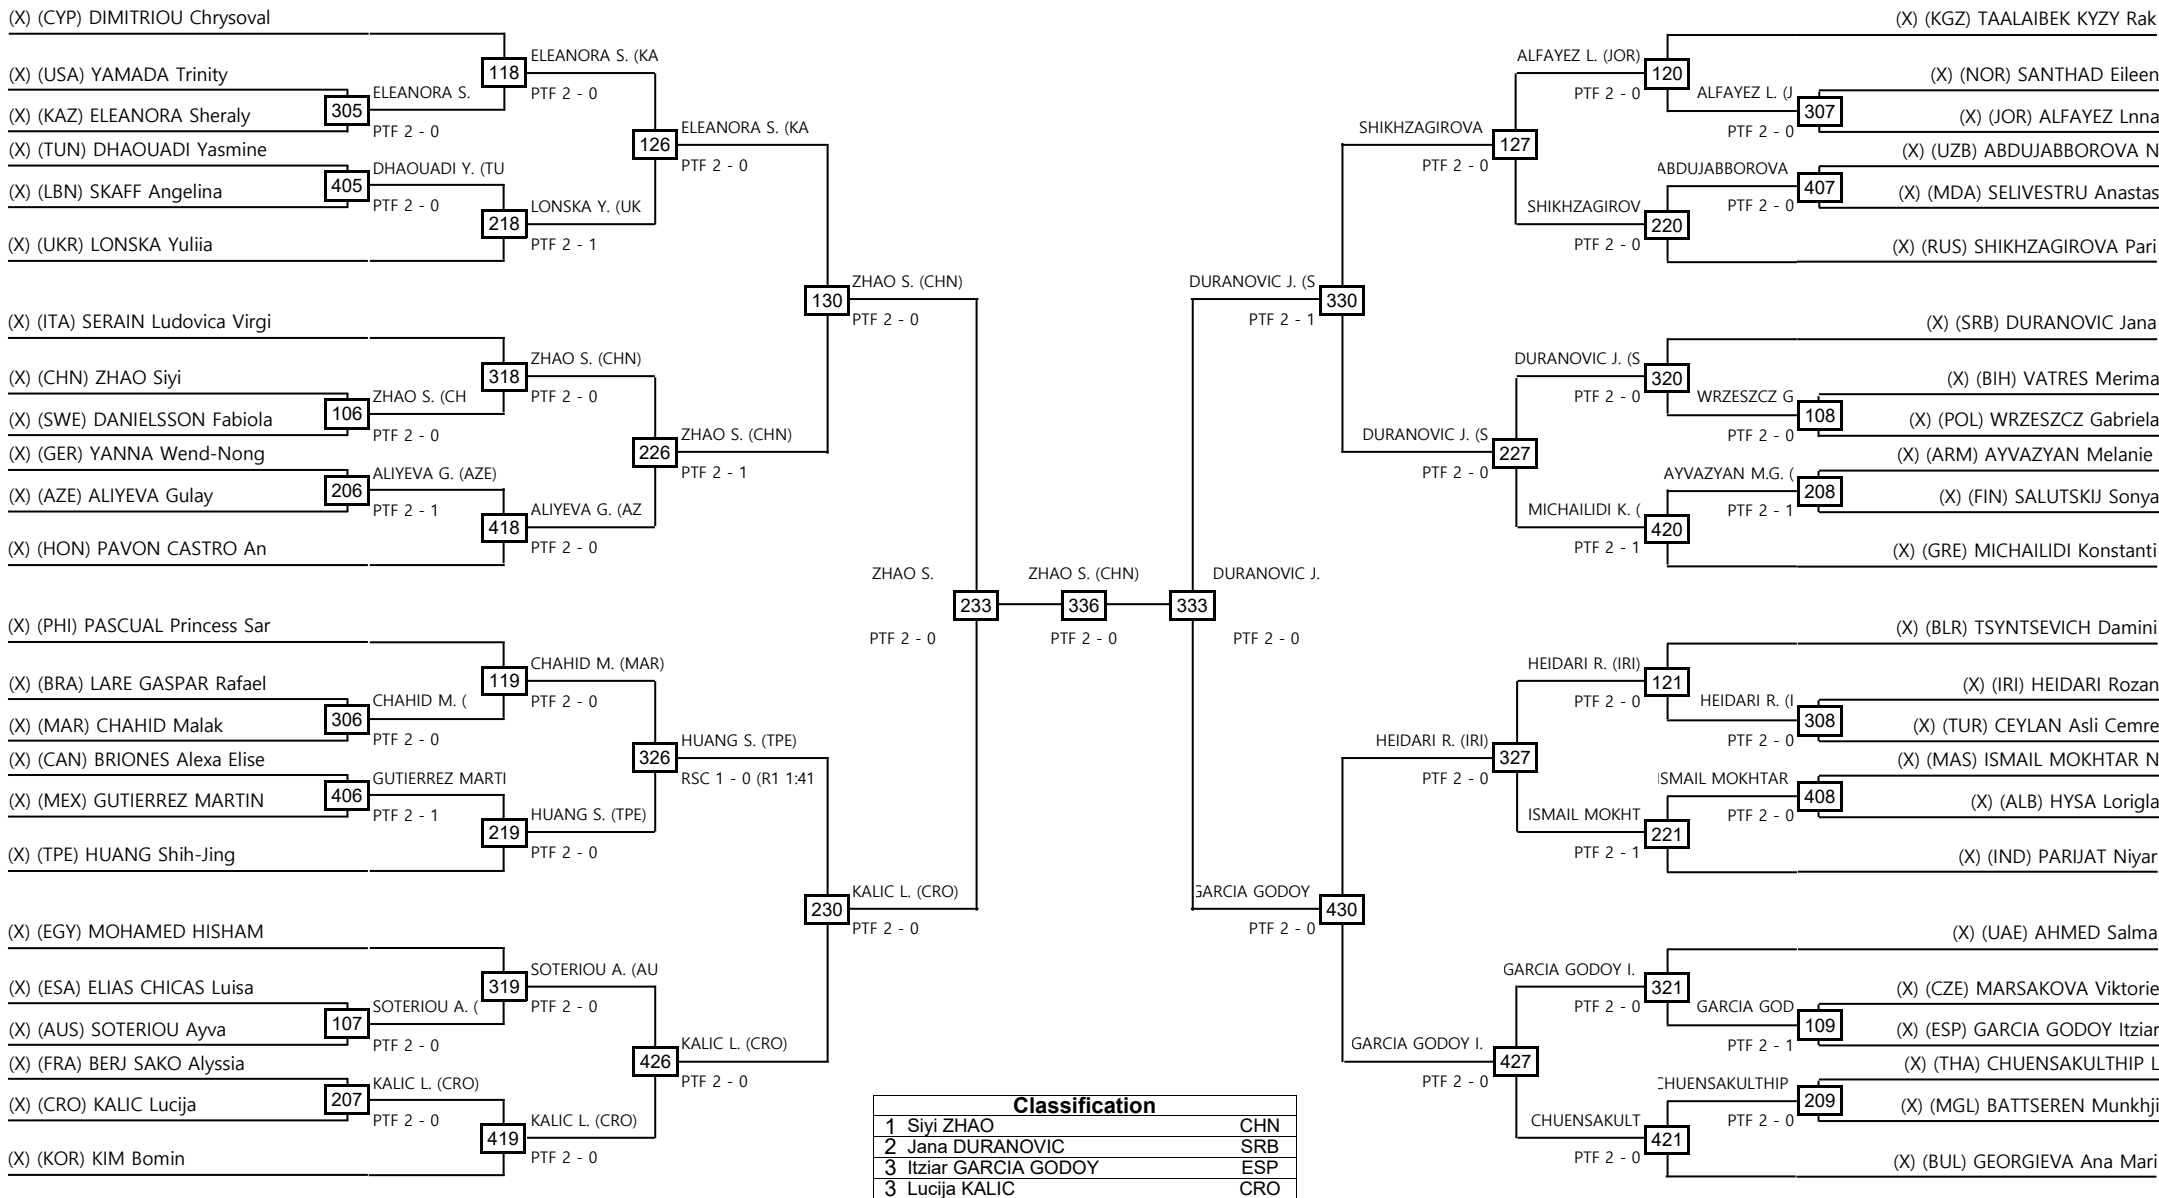 (X) (CYP) DIMITRIOU Chrysoval
(X) (USA) YAMADA Trinity
(X) (KAZ) ELEANORA Sheraly
(X) (TUN) DHAOUADI Yasmine
(X) (LBN) SKAFF Angelina
(X) (UKR) LONSKA Yuliia
(X) (ITA) SERAIN Ludovica Virgi
(X) (CHN) ZHAO Siyi
(X) (SWE) DANIELSSON Fabiola
(X) (GER) YANNA Wend-Nong
(X) (AZE) ALIYEVA Gulay
(X) (HON) PAVON CASTRO An
(X) (PHI) PASCUAL Princess Sar
(X) (BRA) LARE GASPAR Rafael
(X) (MAR) CHAHID Malak
(X) (CAN) BRIONES Alexa Elise
(X) (MEX) GUTIERREZ MARTIN
(X) (TPE) HUANG Shih-Jing
(X) (EGY) MOHAMED HISHAM
(X) (ESA) ELIAS CHICAS Luisa
(X) (AUS) SOTERIOU Ayva
(X) (FRA) BERJ SAKO Alyssia
(X) (CRO) KALIC Lucija
(X) (KOR) KIM Bomin
305
ELEANORA S.
PTF 2 - 0
405
DHAOUADI Y. (TU
PTF 2 - 0
106
ZHAO S. (CH
PTF 2 - 0
206
ALIYEVA G. (AZE)
PTF 2 - 1
306
CHAHID M. (
PTF 2 - 0
406
GUTIERREZ MARTI
PTF 2 - 1
107
SOTERIOU A. (
PTF 2 - 0
207
KALIC L. (CRO)
PTF 2 - 0
118
ELEANORA S. (KA
PTF 2 - 0
218
LONSKA Y. (UK
PTF 2 - 1
318
ZHAO S. (CHN)
PTF 2 - 0
418
ALIYEVA G. (AZ
PTF 2 - 0
119
CHAHID M. (MAR)
PTF 2 - 0
219
HUANG S. (TPE)
PTF 2 - 0
319
SOTERIOU A. (AU
PTF 2 - 0
419
KALIC L. (CRO)
PTF 2 - 0
126
ELEANORA S. (KA
PTF 2 - 0
226
ZHAO S. (CHN)
PTF 2 - 1
326
HUANG S. (TPE)
RSC 1 - 0 (R1 1:41
426
KALIC L. (CRO)
PTF 2 - 0
130
ZHAO S. (CHN)
PTF 2 - 0
230
KALIC L. (CRO)
PTF 2 - 0
ZHAO S.
233
PTF 2 - 0
ZHAO S. (CHN)
336
PTF 2 - 0
DURANOVIC J.
333
PTF 2 - 0
DURANOVIC J. (S
330
PTF 2 - 1
GARCIA GODOY
430
PTF 2 - 0
SHIKHZAGIROVA
127
PTF 2 - 0
DURANOVIC J. (S
227
PTF 2 - 0
HEIDARI R. (IRI)
327
PTF 2 - 0
GARCIA GODOY I.
427
PTF 2 - 0
ALFAYEZ L. (JOR)
120
PTF 2 - 0
SHIKHZAGIROV
220
PTF 2 - 0
DURANOVIC J. (S
320
PTF 2 - 0
MICHAILIDI K. (
420
PTF 2 - 1
HEIDARI R. (IRI)
121
PTF 2 - 0
ISMAIL MOKHT
221
PTF 2 - 1
GARCIA GODOY I.
321
PTF 2 - 0
CHUENSAKULT
421
PTF 2 - 0
ALFAYEZ L. (J
307
PTF 2 - 0
ABDUJABBOROVA
407
PTF 2 - 0
WRZESZCZ G
108
PTF 2 - 0
AYVAZYAN M.G. (
208
PTF 2 - 1
HEIDARI R. (I
308
PTF 2 - 0
ISMAIL MOKHTAR
408
PTF 2 - 0
GARCIA GOD
109
PTF 2 - 1
CHUENSAKULTHIP
209
PTF 2 - 0
(X) (KGZ) TAALAIBEK KYZY Rak
(X) (NOR) SANTHAD Eileen
(X) (JOR) ALFAYEZ Lnna
(X) (UZB) ABDUJABBOROVA N
(X) (MDA) SELIVESTRU Anastas
(X) (RUS) SHIKHZAGIROVA Pari
(X) (SRB) DURANOVIC Jana
(X) (BIH) VATRES Merima
(X) (POL) WRZESZCZ Gabriela
(X) (ARM) AYVAZYAN Melanie
(X) (FIN) SALUTSKIJ Sonya
(X) (GRE) MICHAILIDI Konstanti
(X) (BLR) TSYNTSEVICH Damini
(X) (IRI) HEIDARI Rozan
(X) (TUR) CEYLAN Asli Cemre
(X) (MAS) ISMAIL MOKHTAR N
(X) (ALB) HYSA Lorigla
(X) (IND) PARIJAT Niyar
(X) (UAE) AHMED Salma
(X) (CZE) MARSAKOVA Viktorie
(X) (ESP) GARCIA GODOY Itziar
(X) (THA) CHUENSAKULTHIP L
(X) (MGL) BATTSEREN Munkhji
(X) (BUL) GEORGIEVA Ana Mari
Classification
1 Siyi ZHAO CHN
2 Jana DURANOVIC SRB
3 Itziar GARCIA GODOY ESP
3 Lucija KALIC CRO